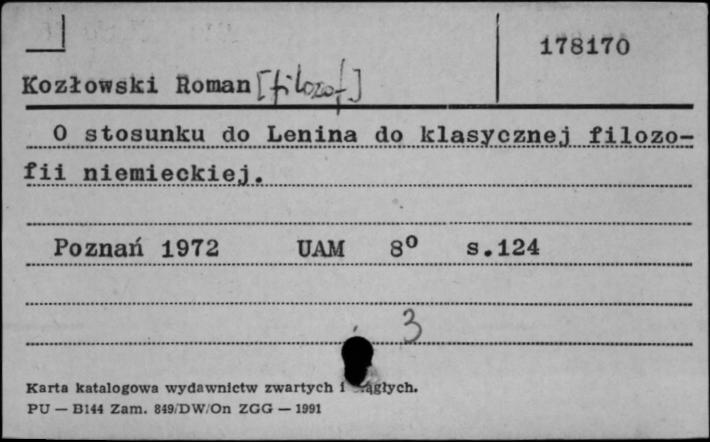 178170
Kozłowski Roman [filozof]
O stosunku do Lenina do klasycznej filozo-
fii niemieckiej.
Poznań 1972 UAM 8⁰ s.124
3
Karta katalogowa wydawnictw zwartych i ciągłych.
PU — B144 Zam. 849/DW/On ZGG — 1991